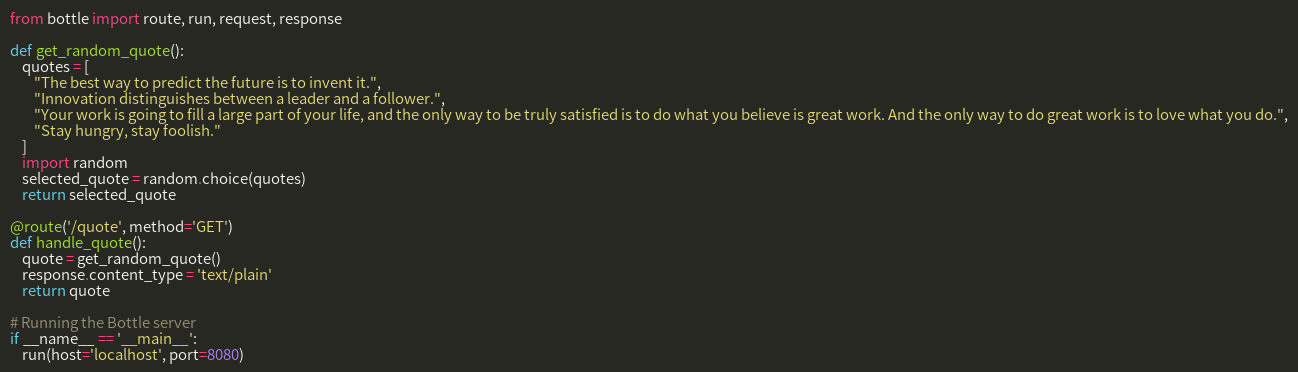 from bottle import route, run, request, response

def get_random_quote():
    quotes = [
        "The best way to predict the future is to invent it.",
        "Innovation distinguishes between a leader and a follower.",
        "Your work is going to fill a large part of your life, and the only way to be truly satisfied is to do what you believe is great work. And the only way to do great work is to love what you do.",
        "Stay hungry, stay foolish."
    ]
    import random
    selected_quote = random.choice(quotes)
    return selected_quote

@route('/quote', method='GET')
def handle_quote():
    quote = get_random_quote()
    response.content_type = 'text/plain'
    return quote

# Running the Bottle server
if __name__ == '__main__':
    run(host='localhost', port=8080)